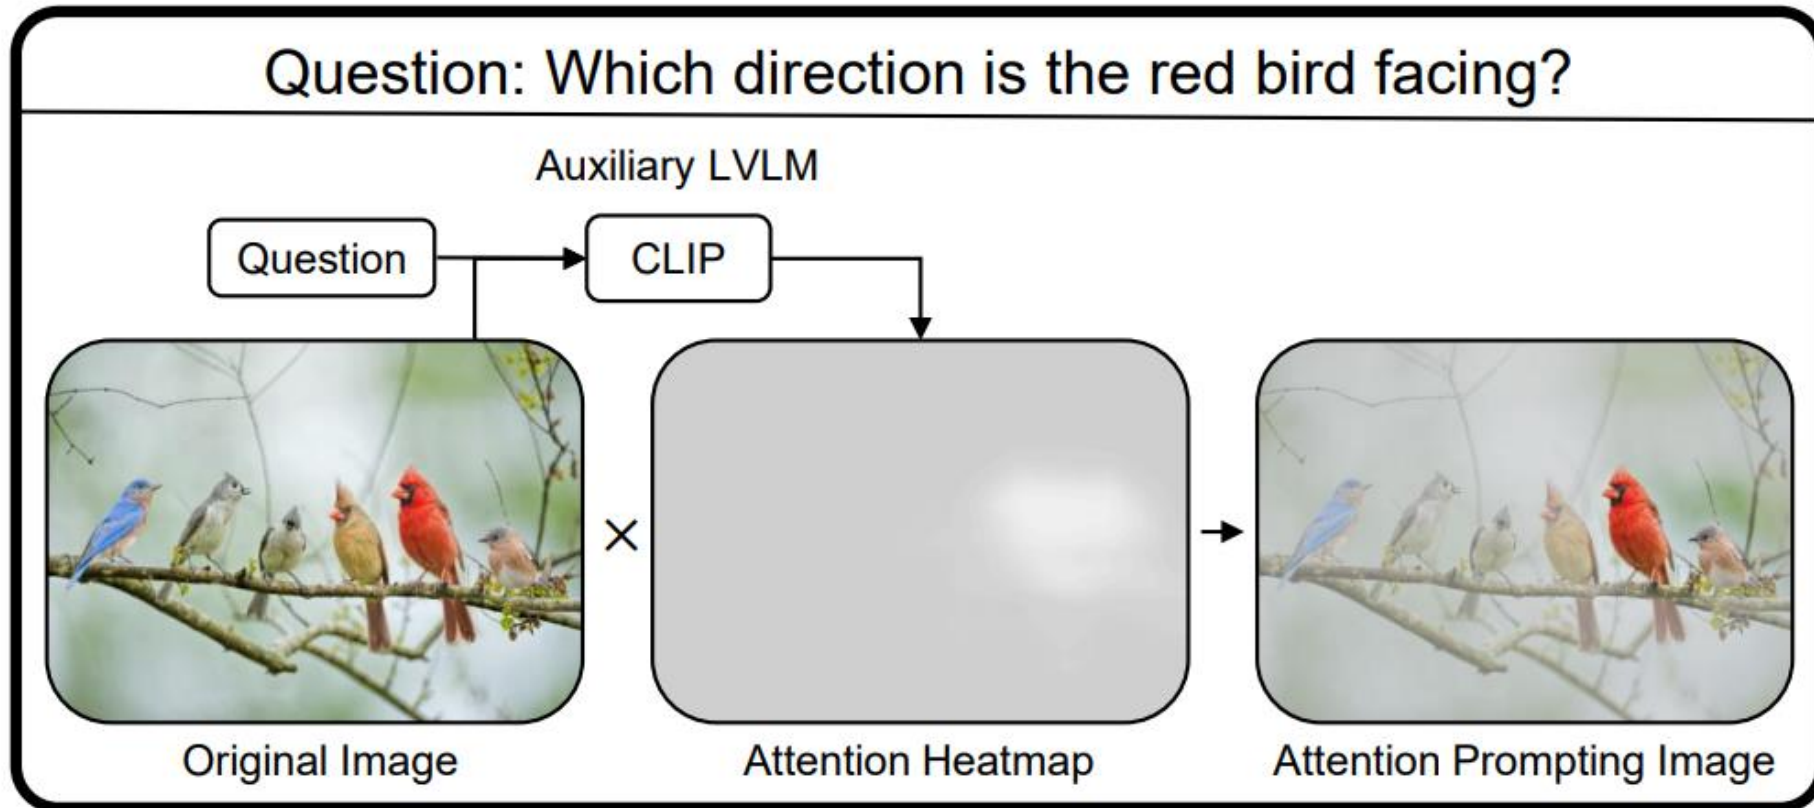 Question: Which direction is the red bird facing?
Auxiliary LVLM
Question
CLIP
×
Original Image
Attention Heatmap
Attention Prompting Image